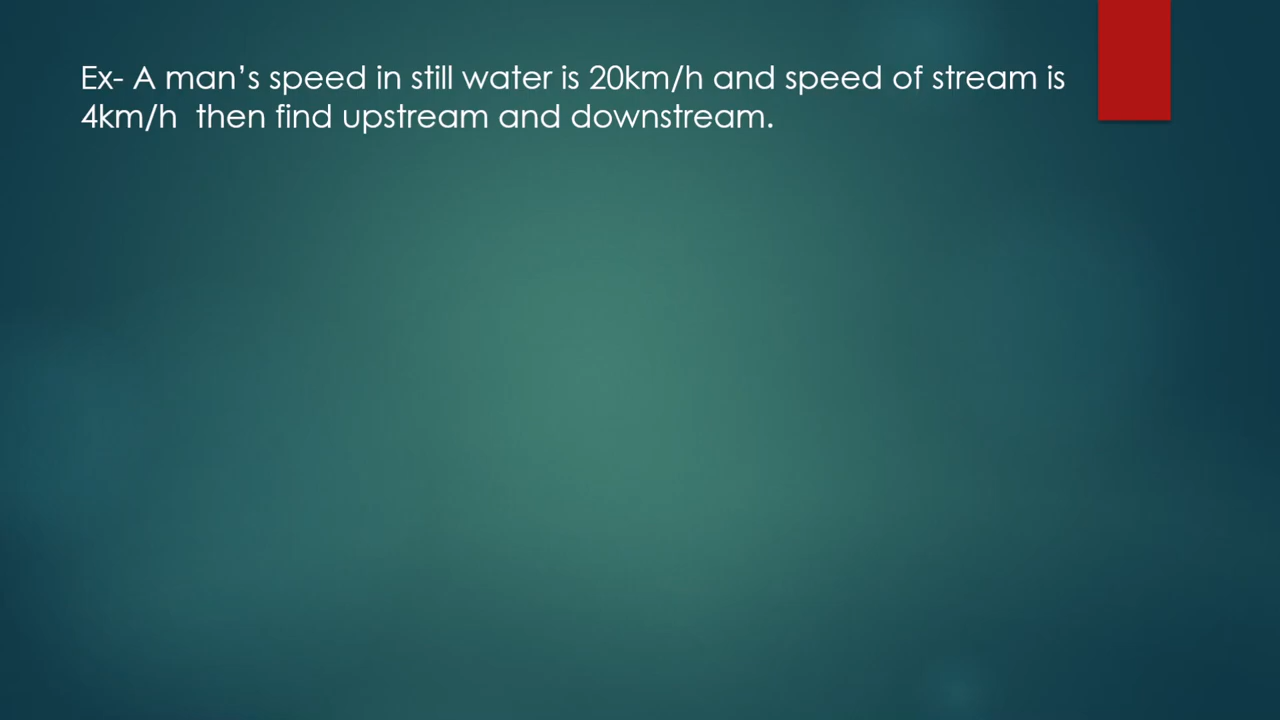 Ex- A man’s speed in still water is 20km/h and speed of stream is
4km/h  then find upstream and downstream.